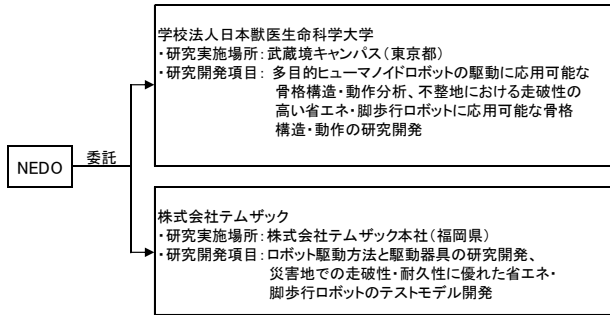 学校法人日本獣医生命科学大学
・研究実施場所：武蔵境キャンパス（東京都）
・研究開発項目： 多目的ヒューマノイドロボットの駆動に応用可能な
骨格構造・動作分析、不整地における走破性の
高い省エネ・脚歩行ロボットに応用可能な骨格
構造・動作の研究開発
NEDO
委託
株式会社テムザック
・研究実施場所：株式会社テムザック本社（福岡県）
・研究開発項目：ロボット駆動方法と駆動器具の研究開発、
災害地での走破性・耐久性に優れた省エネ・
脚歩行ロボットのテストモデル開発